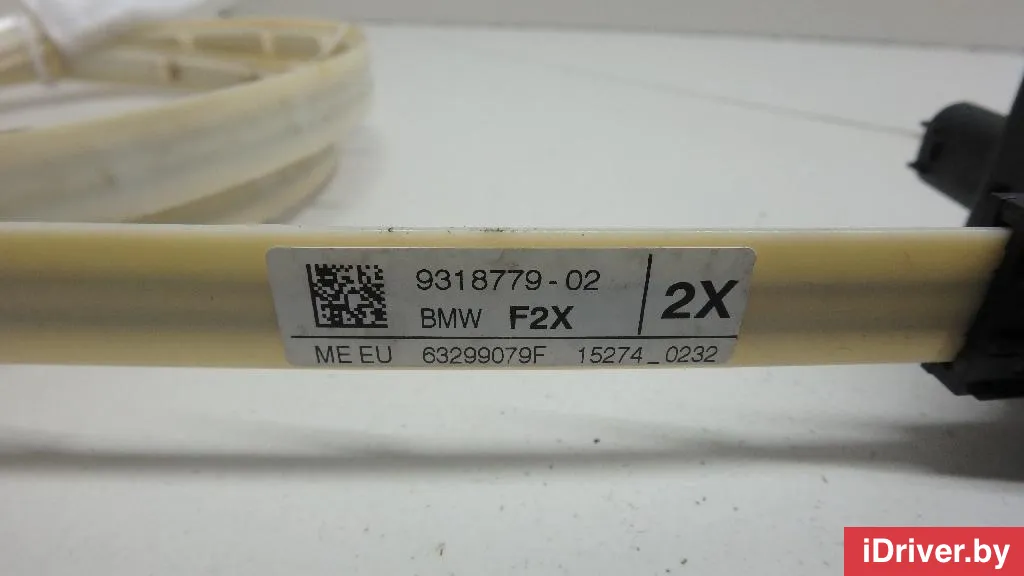 9318779-02
BMW F2X
2X
ME EU 63299079F 15274_0232
iDriver.by